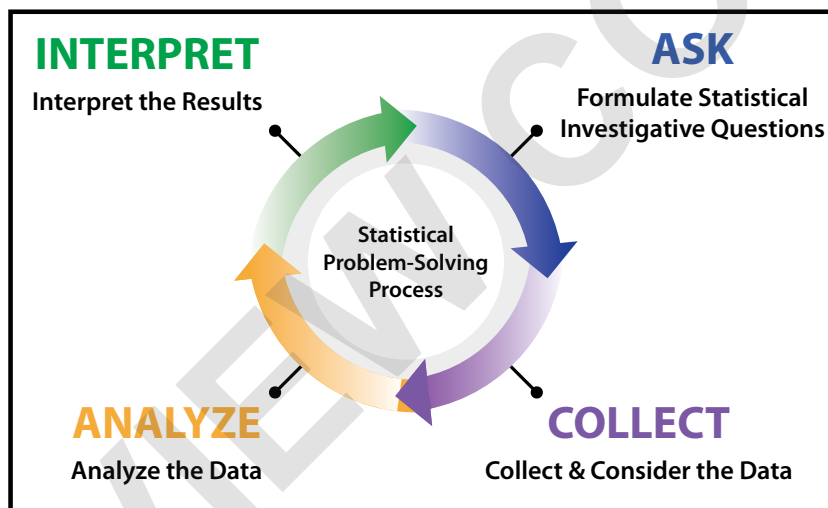 INTERPRET
Interpret the Results
ASK
Formulate Statistical
Investigative Questions
Statistical
Problem-Solving
Process
ANALYZE
Analyze the Data
COLLECT
Collect & Consider the Data